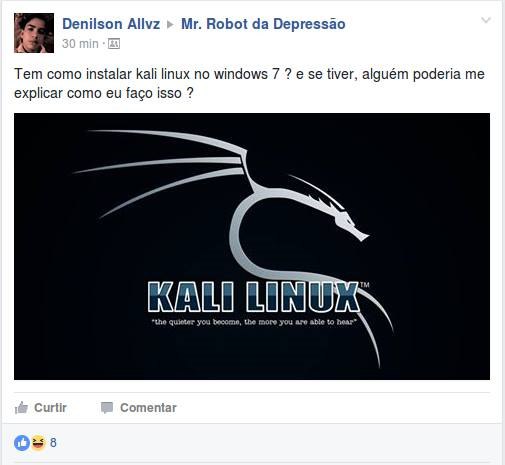 Denilson Allvz ▸ Mr. Robot da Depressão
30 min ·
Tem como instalar kali linux no windows 7 ? e se tiver, alguém poderia me
explicar como eu faço isso ?
KALI LINUX™
"the quieter you become, the more you are able to hear"
Curtir Comentar
8